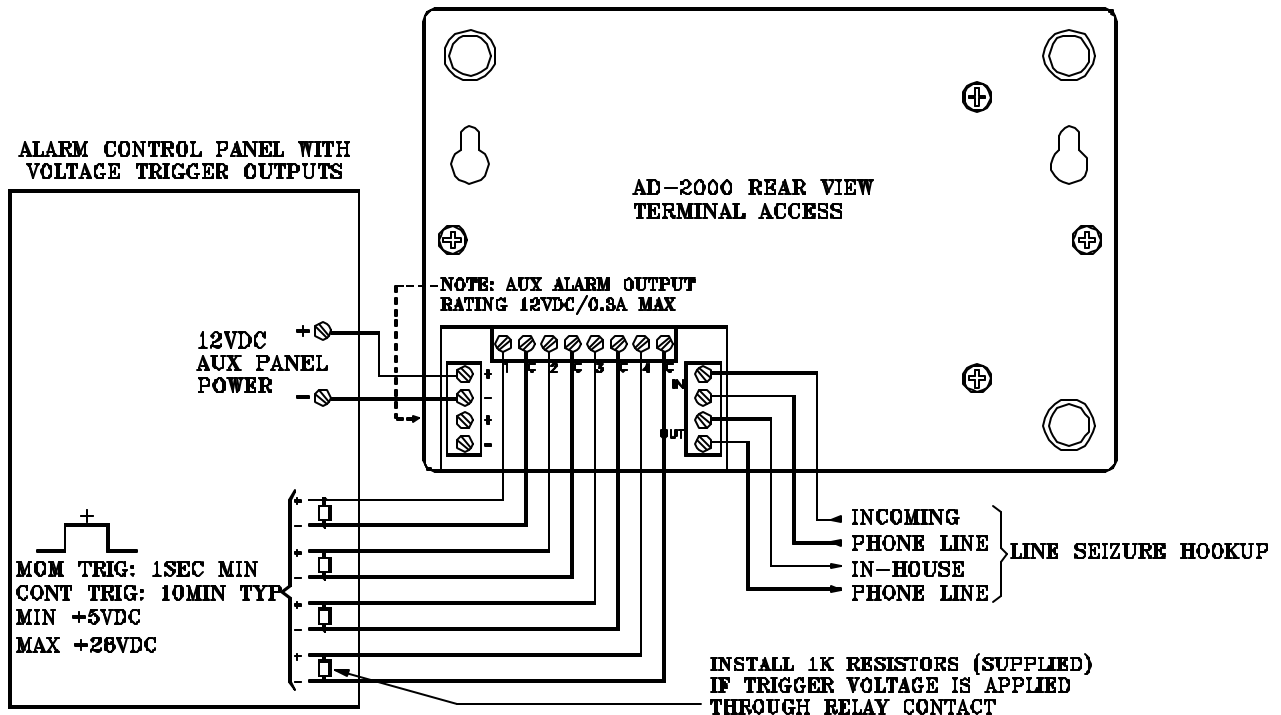 ALARM CONTROL PANEL WITH
VOLTAGE TRIGGER OUTPUTS
AD-2000 REAR VIEW
TERMINAL ACCESS
NOTE: AUX ALARM OUTPUT
RATING 12VDC/0.3A MAX
12VDC
AUX PANEL
POWER
+
-
+
-
+
-
1 C 2 C 3 C 4 C
IN
OUT
+
-
+
-
+
-
+
-
+
MOM TRIG: 1SEC MIN
CONT TRIG: 10MIN TYP
MIN +5VDC
MAX +28VDC
INCOMING
PHONE LINE
IN-HOUSE
PHONE LINE
LINE SEIZURE HOOKUP
INSTALL 1K RESISTORS (SUPPLIED)
IF TRIGGER VOLTAGE IS APPLIED
THROUGH RELAY CONTACT